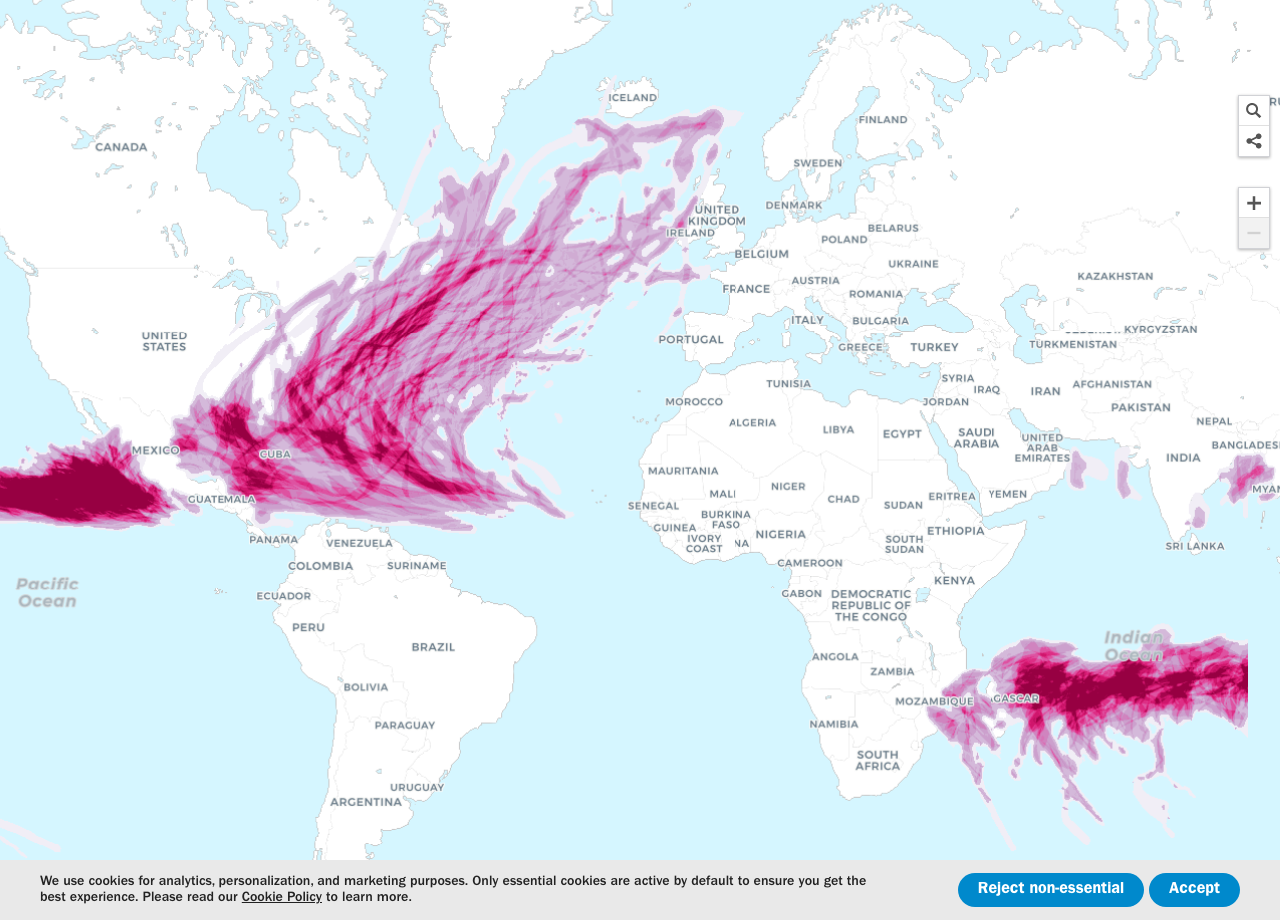 ICELAND
CANADA
FINLAND
SWEDEN
DENMARK
UNITED
KINGDOM
IRELAND
BELARUS
POLAND
BELGIUM
UKRAINE
KAZAKHSTAN
AUSTRIA
FRANCE
ROMANIA
ITALY
BULGARIA
KYRGYZSTAN
UNITED
STATES
PORTUGAL
GREECE
TURKEY
TURKMENISTAN
TUNISIA
SYRIA
IRAQ
IRAN
AFGHANISTAN
MOROCCO
JORDAN
PAKISTAN
ALGERIA
LIBYA
EGYPT
SAUDI
ARABIA
NEPAL
UNITED
ARAB
EMIRATES
BANGLADES
MEXICO
CUBA
INDIA
MAURITANIA
NIGER
MALI
CHAD
ERITREA
YEMEN
MYAN
GUATEMALA
SENEGAL
SUDAN
BURKINA
FASO
GUINEA
IVORY
COAST
NA
NIGERIA
ETHIOPIA
PANAMA
VENEZUELA
SOUTH
SUDAN
SRI LANKA
COLOMBIA
SURINAME
CAMEROON
Pacific
Ocean
KENYA
ECUADOR
GABON
DEMOCRATIC
REPUBLIC OF
THE CONGO
PERU
BRAZIL
Indian
Ocean
ANGOLA
ZAMBIA
BOLIVIA
MOZAMBIQUE
GASCAR
PARAGUAY
NAMIBIA
SOUTH
AFRICA
URUGUAY
ARGENTINA
We use cookies for analytics, personalization, and marketing purposes. Only essential cookies are active by default to ensure you get the
best experience. Please read our Cookie Policy to learn more.
Reject non-essential
Accept